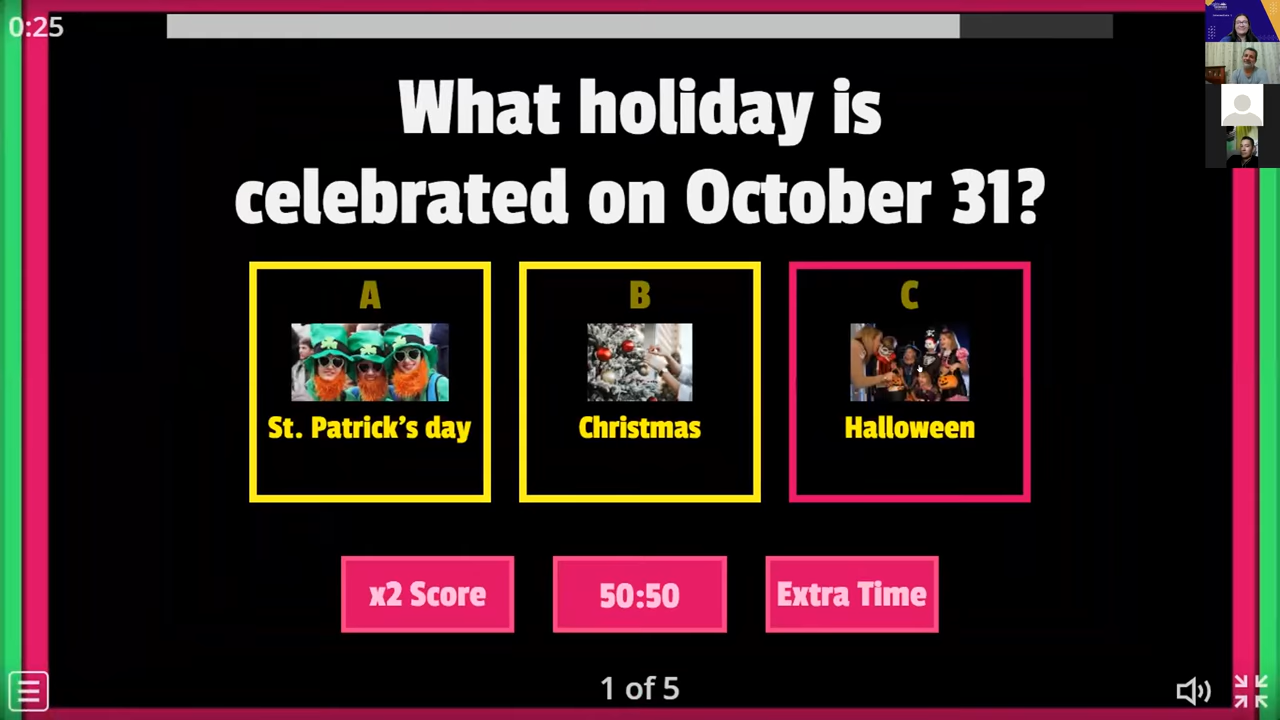 0:25
What holiday is
celebrated on October 31?
A
B
C
St. Patrick's day
Christmas
Halloween
x2 Score
50:50
Extra Time
1 of 5